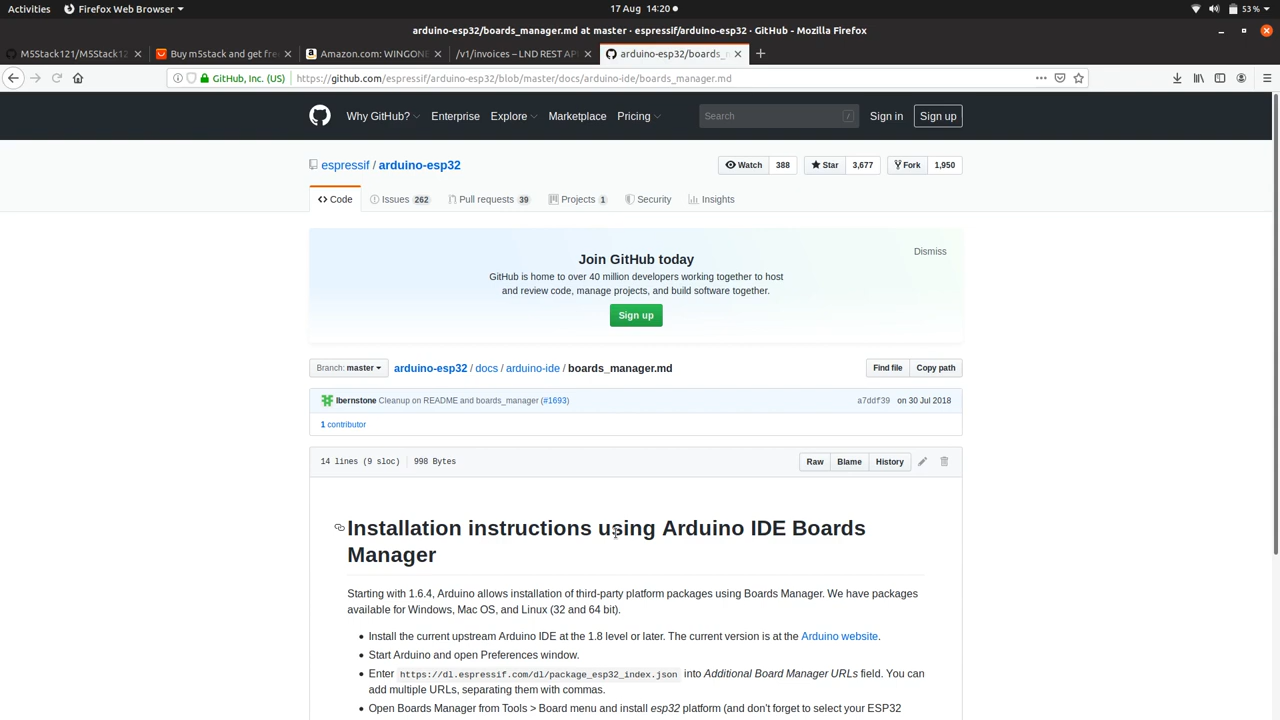 Activities Firefox Web Browser 17 Aug 14:20 53 %
arduino-esp32/boards_manager.md at master · espressif/arduino-esp32 · GitHub - Mozilla Firefox
M5Stack121/M5Stack12 Buy m5stack and get free Amazon.com: WINGONE /v1/invoices – LND REST API arduino-esp32/boards_
GitHub, Inc. (US) https://github.com/espressif/arduino-esp32/blob/master/docs/arduino-ide/boards_manager.md
Why GitHub? Enterprise Explore Marketplace Pricing Search / Sign in Sign up
espressif / arduino-esp32 Watch 388 Star 3,677 Fork 1,950
Code Issues 262 Pull requests 39 Projects 1 Security Insights
Dismiss
Join GitHub today
GitHub is home to over 40 million developers working together to host
and review code, manage projects, and build software together.
Sign up
Branch: master arduino-esp32 / docs / arduino-ide / boards_manager.md Find file Copy path
lbernstone Cleanup on README and boards_manager (#1693) a7ddf39 on 30 Jul 2018
1 contributor
14 lines (9 sloc) 998 Bytes Raw Blame History
Installation instructions using Arduino IDE Boards
Manager
Starting with 1.6.4, Arduino allows installation of third-party platform packages using Boards Manager. We have packages
available for Windows, Mac OS, and Linux (32 and 64 bit).
• Install the current upstream Arduino IDE at the 1.8 level or later. The current version is at the Arduino website.
• Start Arduino and open Preferences window.
• Enter https://dl.espressif.com/dl/package_esp32_index.json into Additional Board Manager URLs field. You can
add multiple URLs, separating them with commas.
• Open Boards Manager from Tools > Board menu and install esp32 platform (and don't forget to select your ESP32